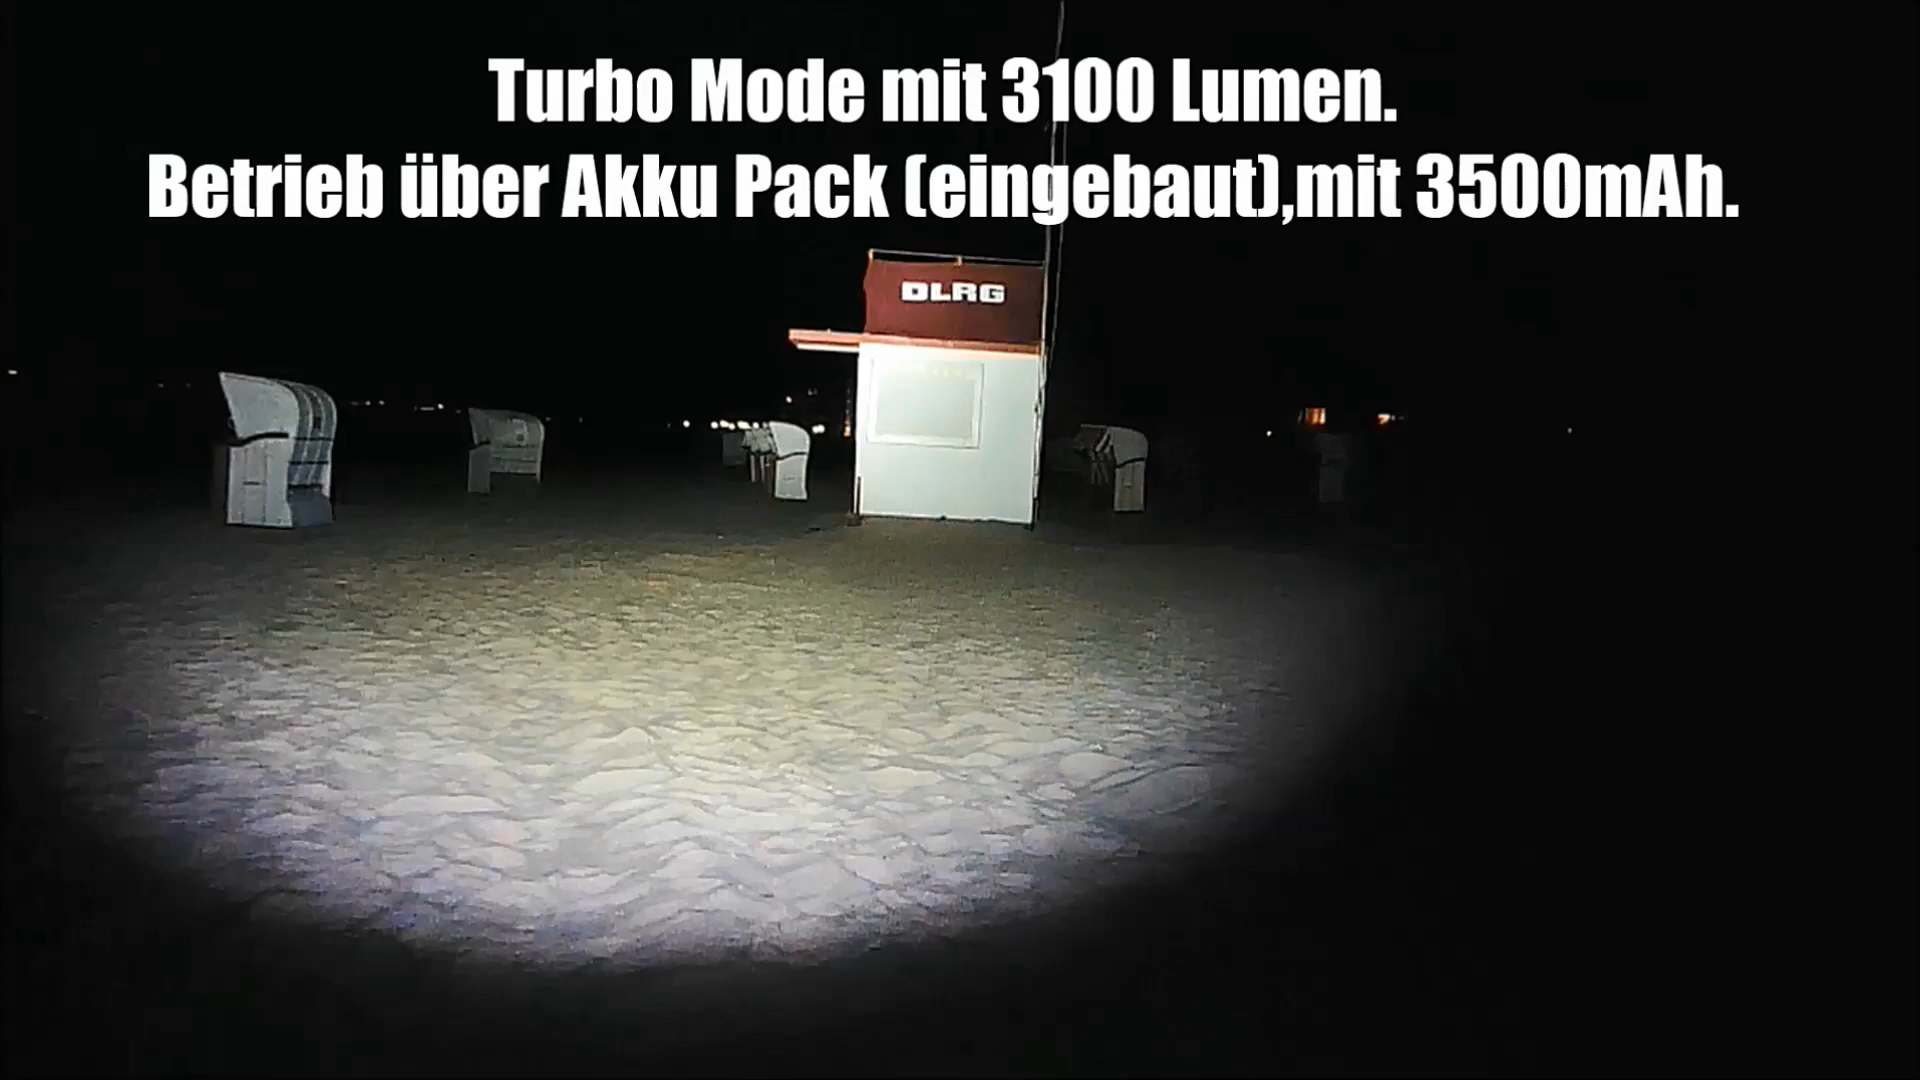 Turbo Mode mit 3100 Lumen.
Betrieb über Akku Pack (eingebaut),mit 3500mAh.
DLRG